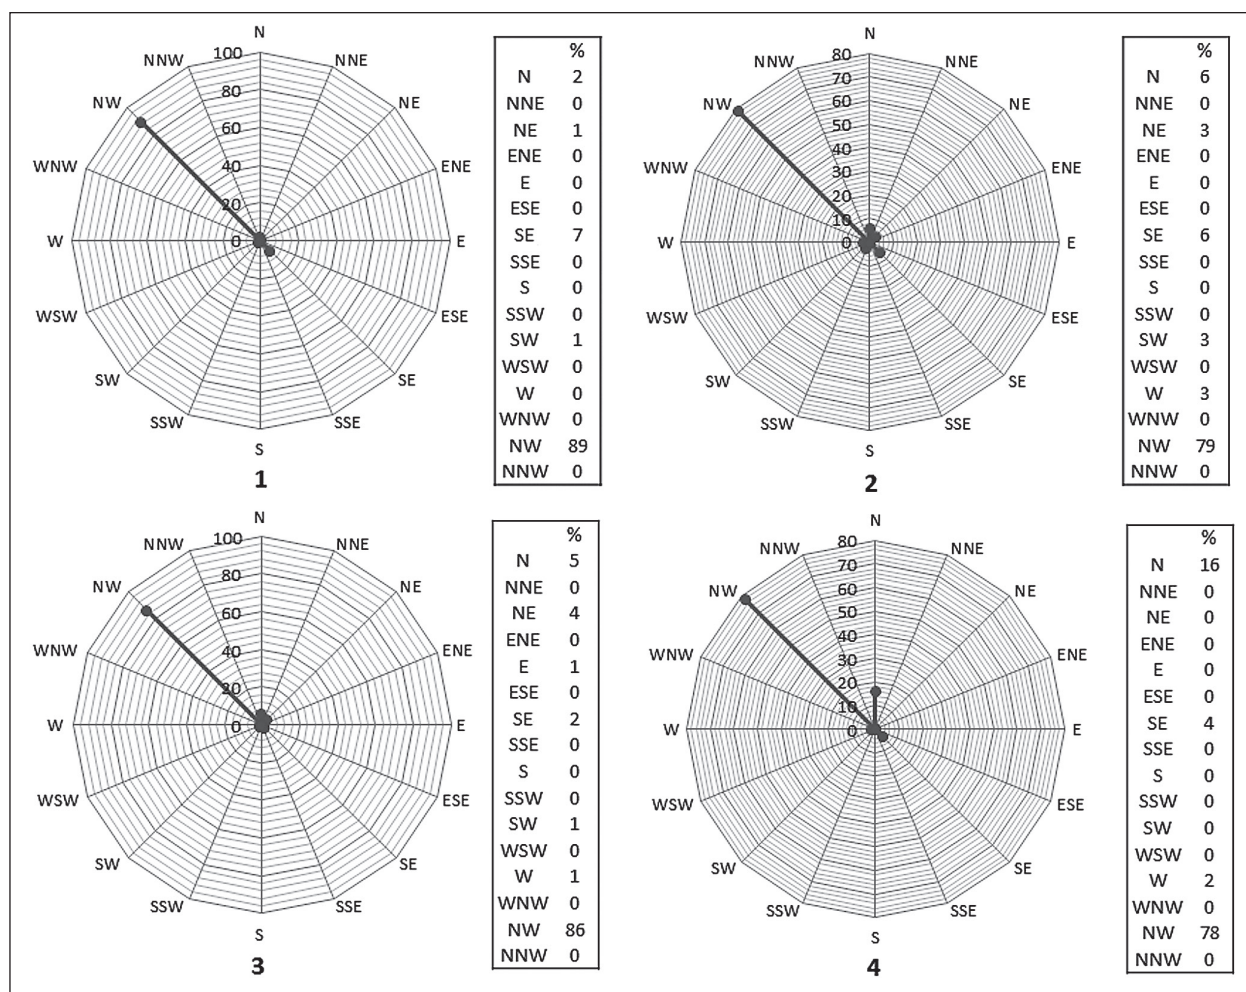 N
NNE
NE
ENE
E
ESE
SE
SSE
S
SSW
SW
WSW
W
WNW
NW
NNW
100
80
60
40
20
0
1
%
N 2
NNE 0
NE 1
ENE 0
E 0
ESE 0
SE 7
SSE 0
S 0
SSW 0
SW 1
WSW 0
W 0
WNW 0
NW 89
NNW 0
N
NNE
NE
ENE
E
ESE
SE
SSE
S
SSW
SW
WSW
W
WNW
NW
NNW
80
70
60
50
40
30
20
10
0
2
%
N 6
NNE 0
NE 3
ENE 0
E 0
ESE 0
SE 6
SSE 0
S 0
SSW 0
SW 3
WSW 0
W 3
WNW 0
NW 79
NNW 0
N
NNE
NE
ENE
E
ESE
SE
SSE
S
SSW
SW
WSW
W
WNW
NW
NNW
100
80
60
40
20
0
3
%
N 5
NNE 0
NE 4
ENE 0
E 1
ESE 0
SE 2
SSE 0
S 0
SSW 0
SW 1
WSW 0
W 1
WNW 0
NW 86
NNW 0
N
NNE
NE
ENE
E
ESE
SE
SSE
S
SSW
SW
WSW
W
WNW
NW
NNW
80
70
60
50
40
30
20
10
0
4
%
N 16
NNE 0
NE 0
ENE 0
E 0
ESE 0
SE 4
SSE 0
S 0
SSW 0
SW 0
WSW 0
W 2
WNW 0
NW 78
NNW 0